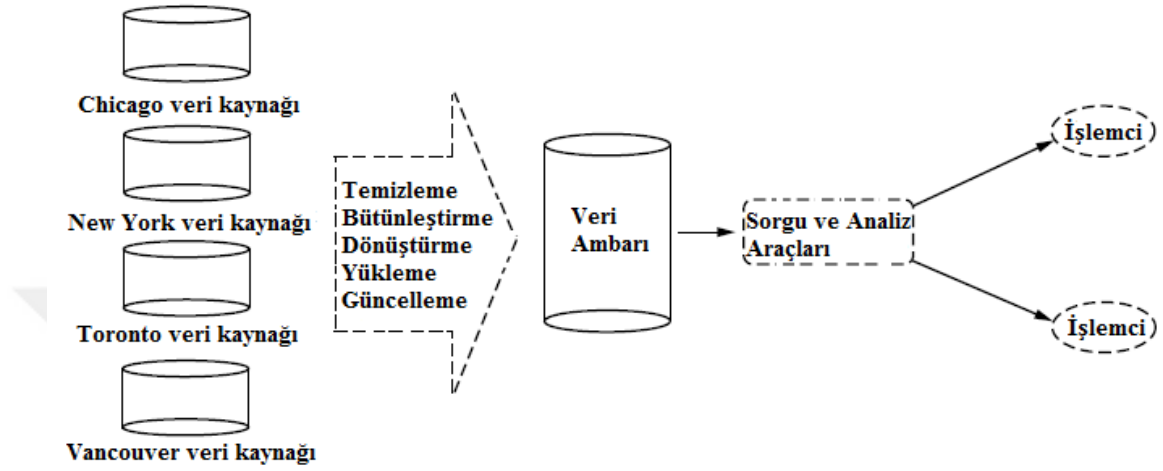 Chicago veri kaynağı
New York veri kaynağı
Toronto veri kaynağı
Vancouver veri kaynağı
Temizleme
Bütünleştirme
Dönüştürme
Yükleme
Güncelleme
Veri
Ambarı
Sorgu ve Analiz
Araçları
İşlemci
İşlemci